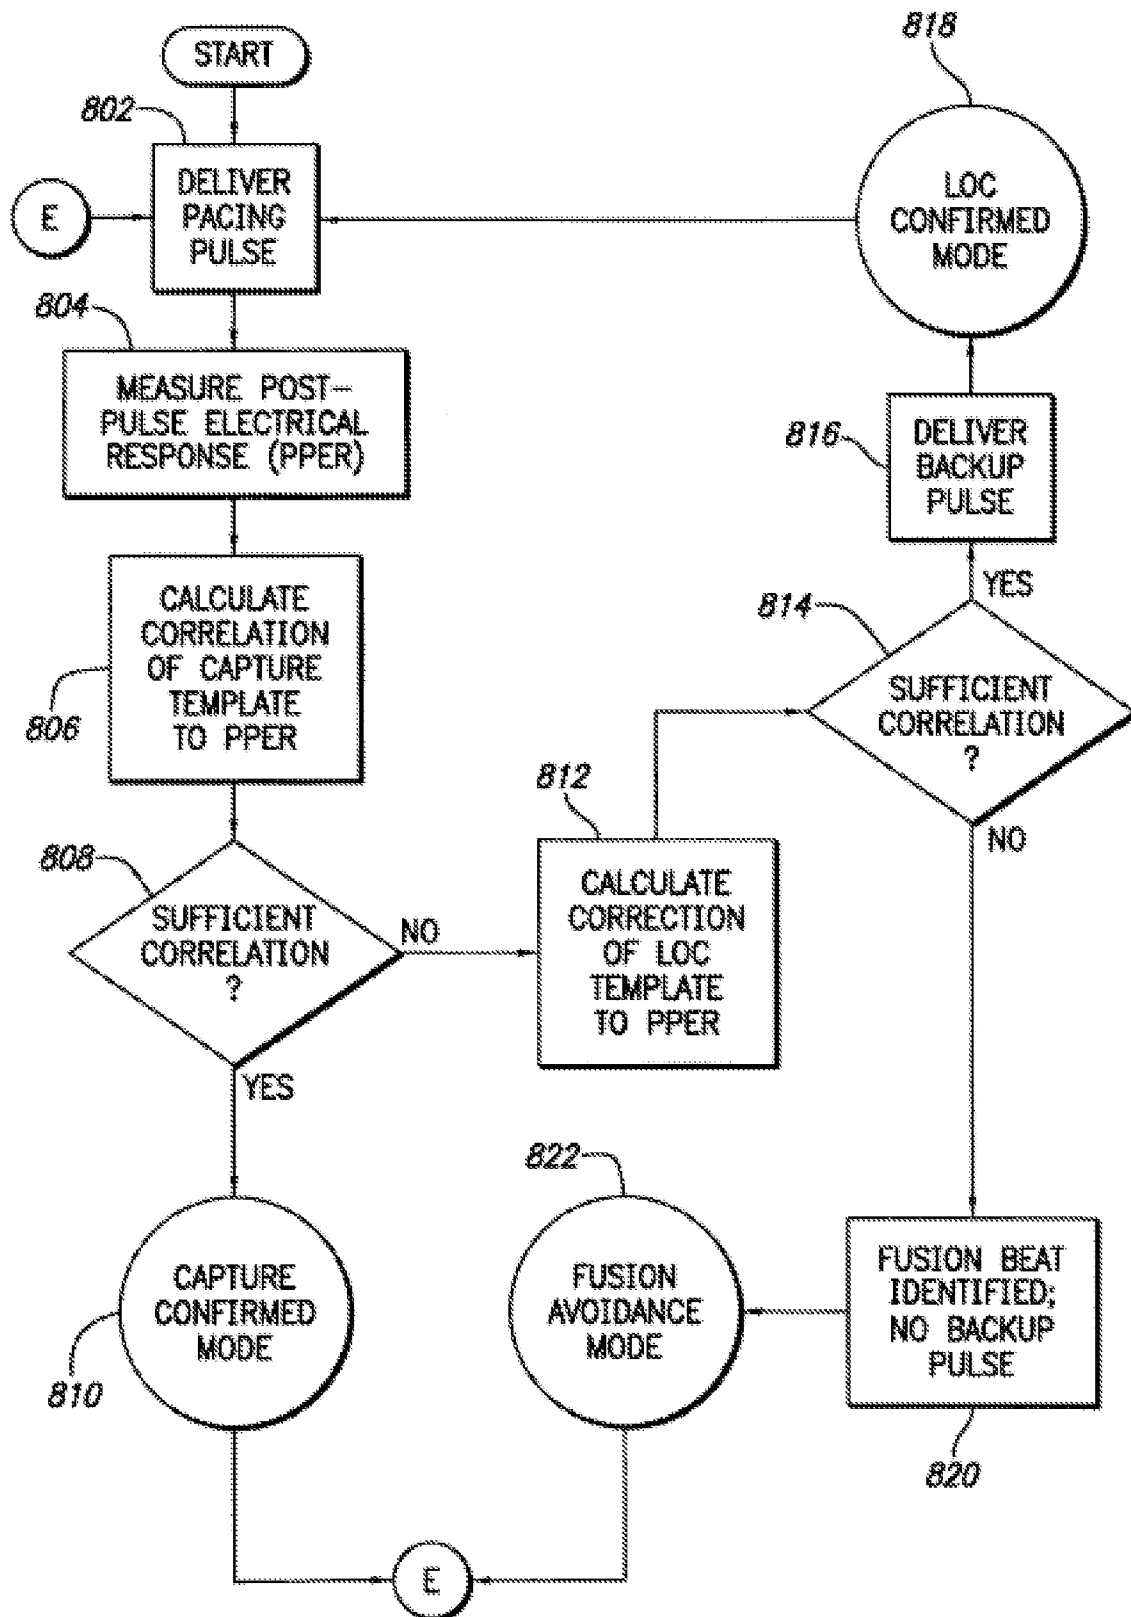 START
802
DELIVER
PACING
PULSE
E
804
MEASURE POST-
PULSE ELECTRICAL
RESPONSE (PPER)
806
CALCULATE
CORRELATION
OF CAPTURE
TEMPLATE
TO PPER
808
SUFFICIENT
CORRELATION
?
NO
YES
810
CAPTURE
CONFIRMED
MODE
812
CALCULATE
CORRECTION
OF LOC
TEMPLATE
TO PPER
814
SUFFICIENT
CORRELATION
?
YES
NO
816
DELIVER
BACKUP
PULSE
818
LOC
CONFIRMED
MODE
FUSION BEAT
IDENTIFIED;
NO BACKUP
PULSE
820
822
FUSION
AVOIDANCE
MODE
E